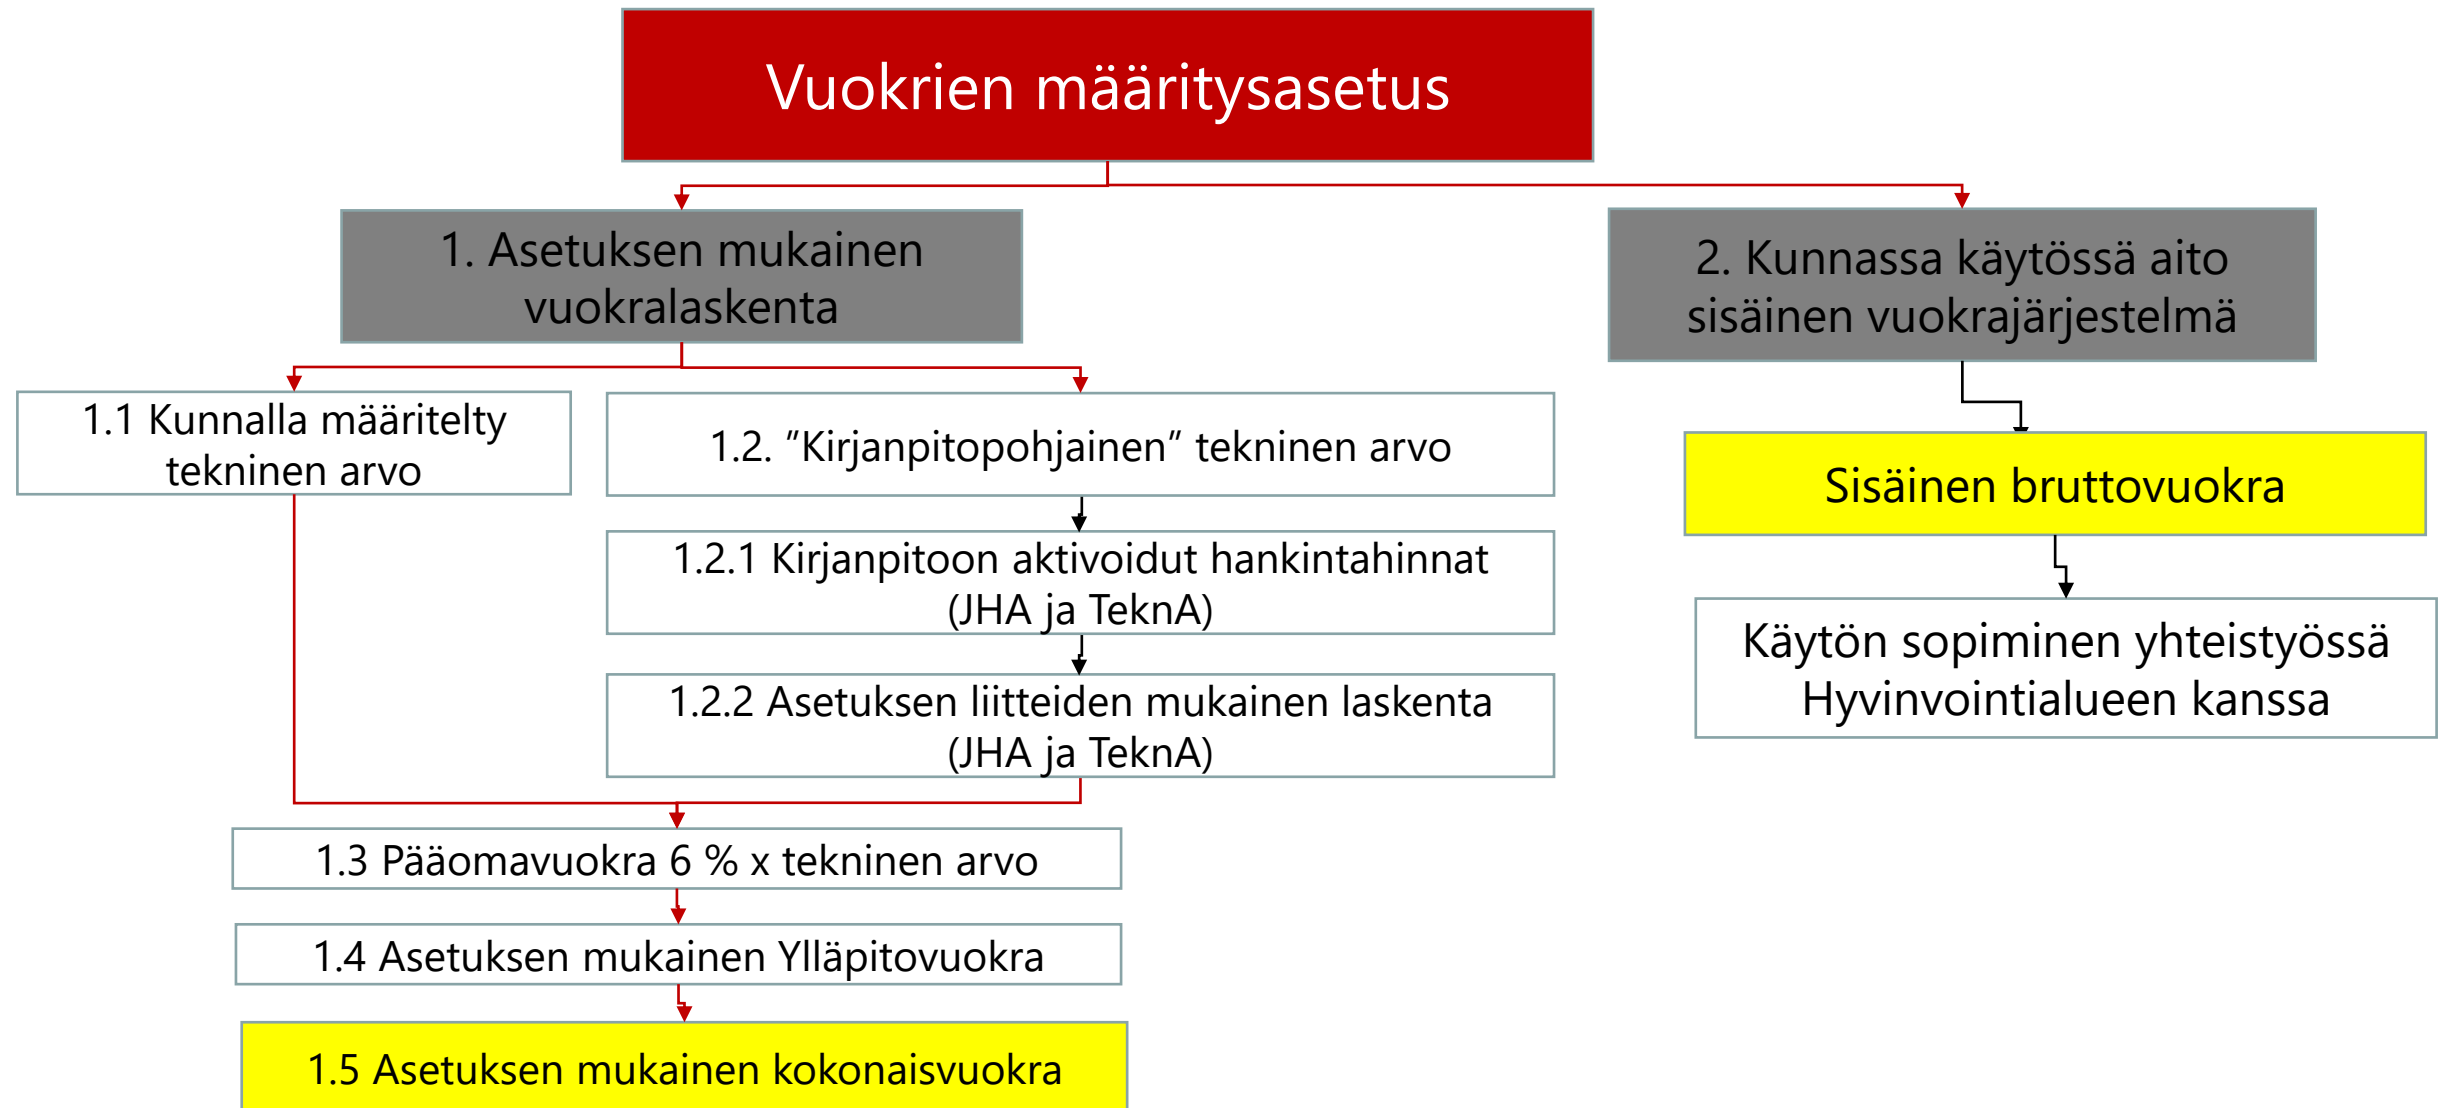 Vuokrien määritysasetus
1. Asetuksen mukainen
vuokralaskenta
2. Kunnassa käytössä aito
sisäinen vuokrajärjestelmä
1.1 Kunnalla määritelty
tekninen arvo
1.2. ”Kirjanpitopohjainen” tekninen arvo
Sisäinen bruttovuokra
1.2.1 Kirjanpitoon aktivoidut hankintahinnat
(JHA ja TeknA)
Käytön sopiminen yhteistyössä
Hyvinvointialueen kanssa
1.2.2 Asetuksen liitteiden mukainen laskenta
(JHA ja TeknA)
1.3 Pääomavuokra 6 % x tekninen arvo
1.4 Asetuksen mukainen Ylläpitovuokra
1.5 Asetuksen mukainen kokonaisvuokra